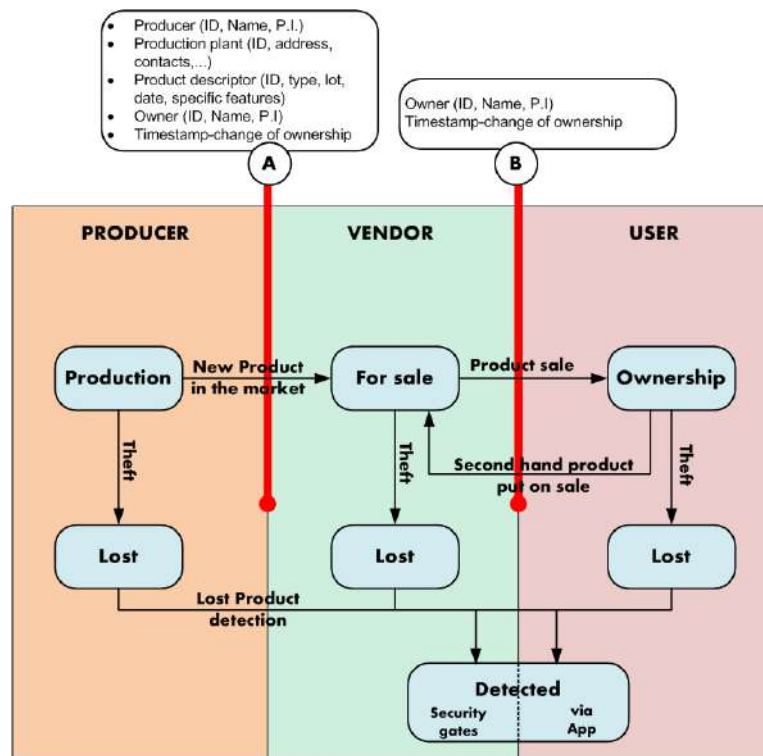 • Producer (ID, Name, P.I.)
• Production plant (ID, address,
contacts,...)
• Product descriptor (ID, type, lot,
date, specific features)
• Owner (ID, Name, P.I)
• Timestamp-change of ownership
Owner (ID, Name, P.I)
Timestamp-change of ownership
A
B
PRODUCER
VENDOR
USER
Production
New Product
in the market
For sale
Product sale
Ownership
Theft
Theft
Second hand product
put on sale
Theft
Lost
Lost
Lost
Lost Product
detection
Detected
Security
gates
via
App